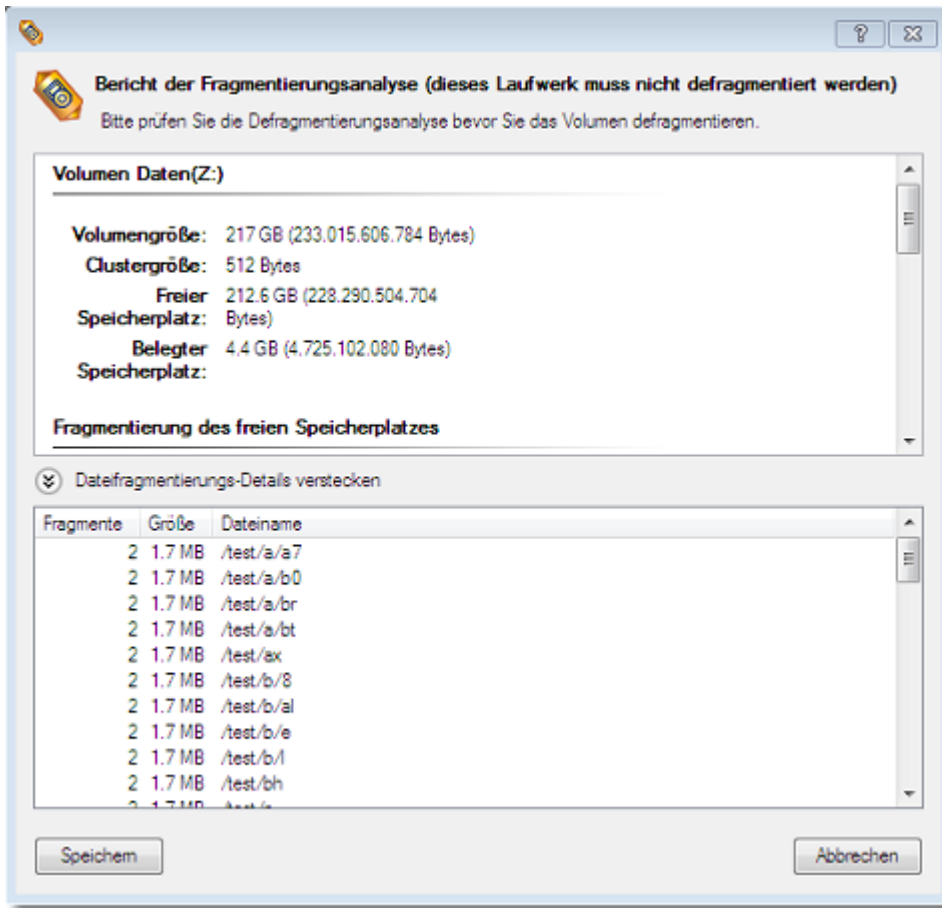 Bericht der Fragmentierungsanalyse (dieses Laufwerk muss nicht defragmentiert werden)
Bitte prüfen Sie die Defragmentierungsanalyse bevor Sie das Volumen defragmentieren.
Volumen Daten(Z:)
Volumengröße: 217 GB (233.015.606.784 Bytes)
Clustergröße: 512 Bytes
Freier 212.6 GB (228.290.504.704
Speicherplatz: Bytes)
Belegter 4.4 GB (4.725.102.080 Bytes)
Speicherplatz:
Fragmentierung des freien Speicherplatzes
Dateifragmentierungs-Details verstecken
Fragmente Größe Dateiname
2 1.7 MB /test/a/a7
2 1.7 MB /test/a/b0
2 1.7 MB /test/a/br
2 1.7 MB /test/a/bt
2 1.7 MB /test/ax
2 1.7 MB /test/b/8
2 1.7 MB /test/b/al
2 1.7 MB /test/b/e
2 1.7 MB /test/b/l
2 1.7 MB /test/bh
2 1.7 MB
Speichern Abbrechen